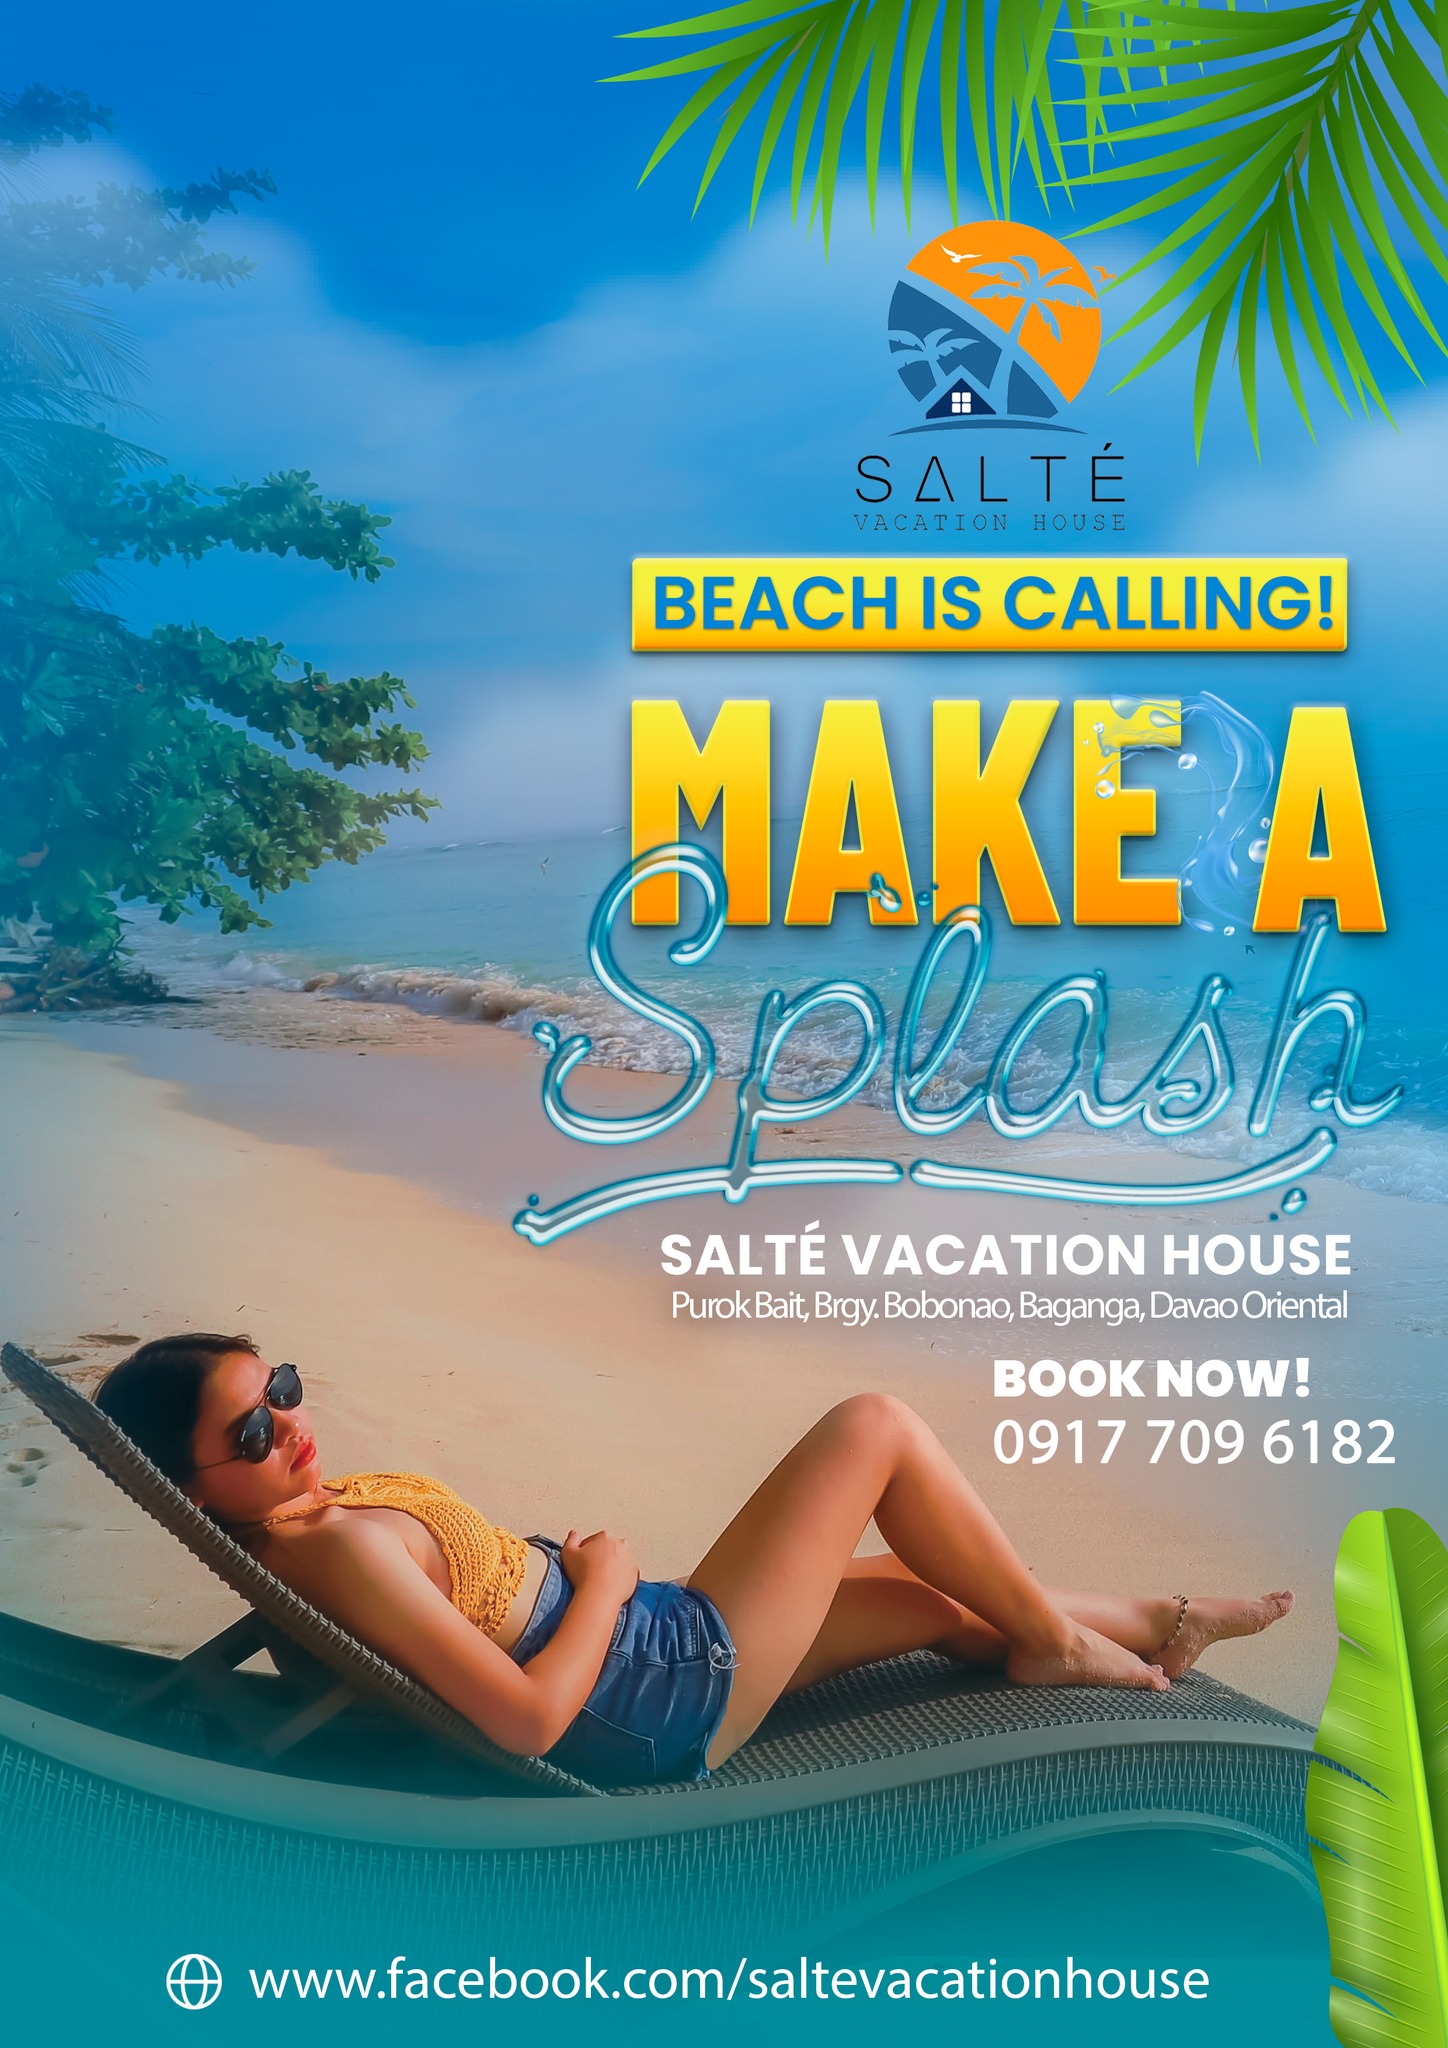 SALTÉ
VACATION HOUSE
BEACH IS CALLING!
MAKE A
Splash
SALTÉ VACATION HOUSE
Purok Bait, Brgy. Bobonao, Baganga, Davao Oriental
BOOK NOW!
0917 709 6182
www.facebook.com/saltevacationhouse